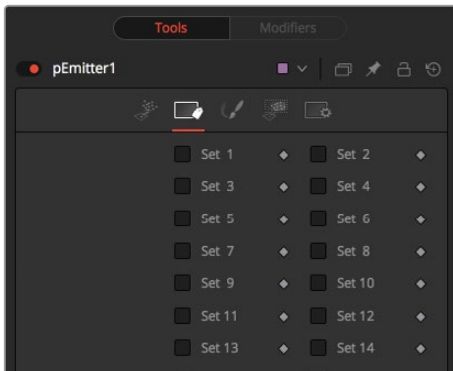 Tools Modifiers
pEmitter1
Set 1 Set 2
Set 3 Set 4
Set 5 Set 6
Set 7 Set 8
Set 9 Set 10
Set 11 Set 12
Set 13 Set 14